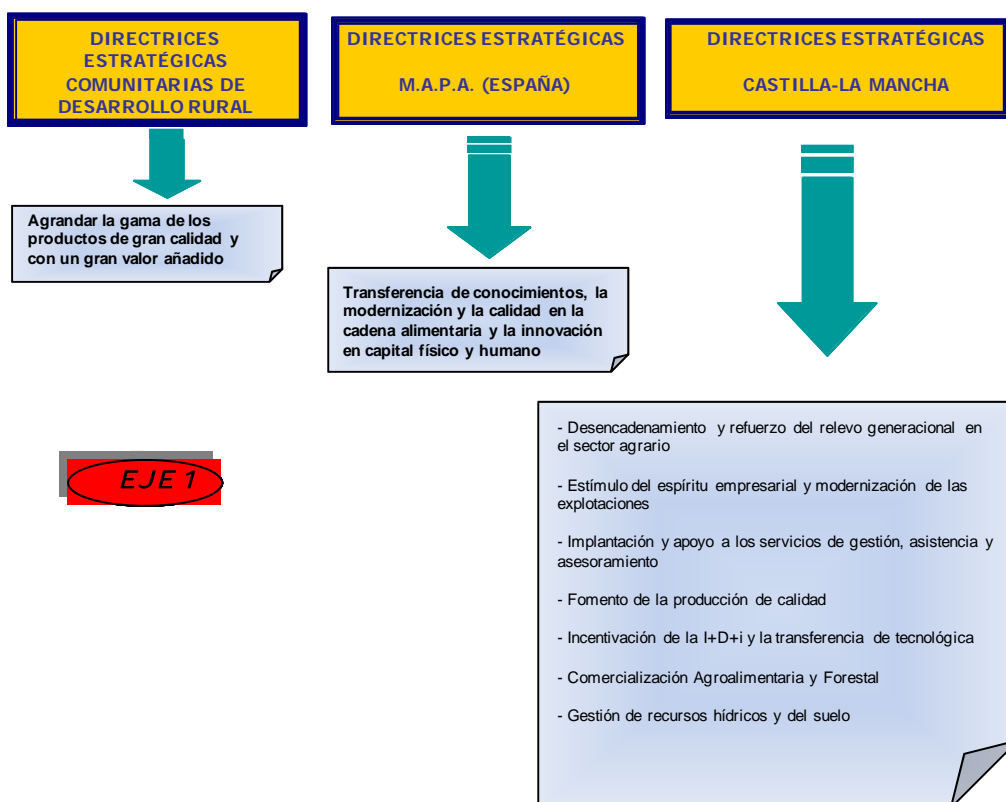 DIRECTRICES
ESTRATÉGICAS
COMUNITARIAS DE
DESARROLLO RURAL
DIRECTRICES ESTRATÉGICAS
M.A.P.A. (ESPAÑA)
DIRECTRICES ESTRATÉGICAS
CASTILLA-LA MANCHA
Agrandar la gama de los
productos de gran calidad y
con un gran valor añadido
Transferencia de conocimientos, la
modernización y la calidad en la
cadena alimentaria y la innovación
en capital físico y humano
EJE 1
- Desencadenamiento y refuerzo del relevo generacional en
el sector agrario
- Estímulo del espíritu empresarial y modernización de las
explotaciones
- Implantación y apoyo a los servicios de gestión, asistencia y
asesoramiento
- Fomento de la producción de calidad
- Incentivación de la I+D+i y la transferencia de tecnológica
- Comercialización Agroalimentaria y Forestal
- Gestión de recursos hídricos y del suelo